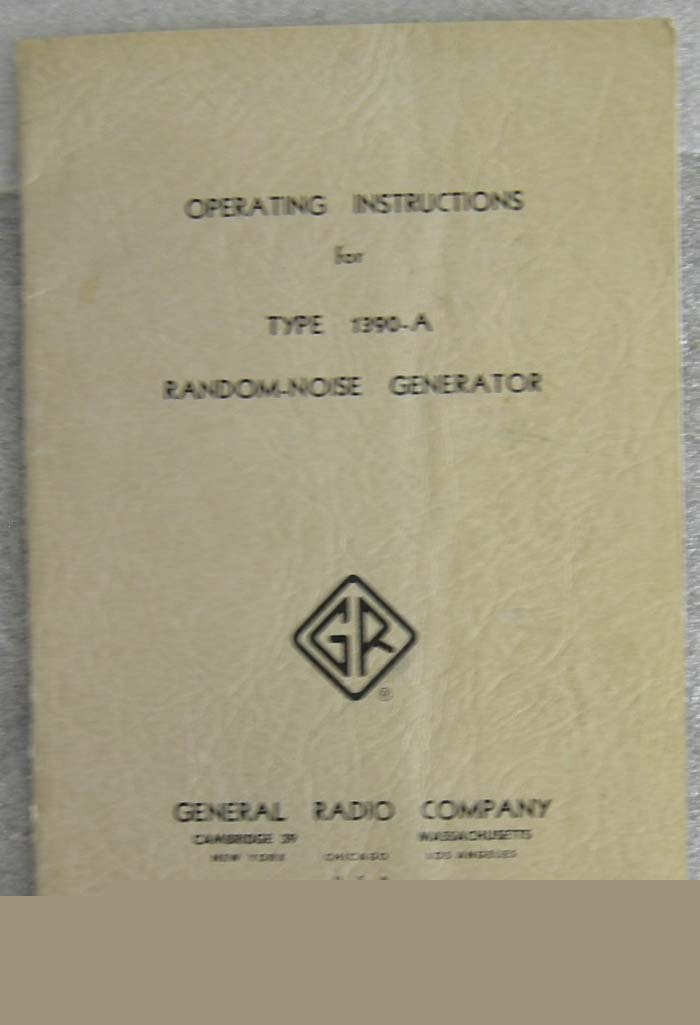 OPERATING INSTRUCTIONS
for
TYPE 1390-A
RANDOM-NOISE GENERATOR
GR
®
GENERAL RADIO COMPANY
CAMBRIDGE 39 MASSACHUSETTS
NEW YORK CHICAGO LOS ANGELES